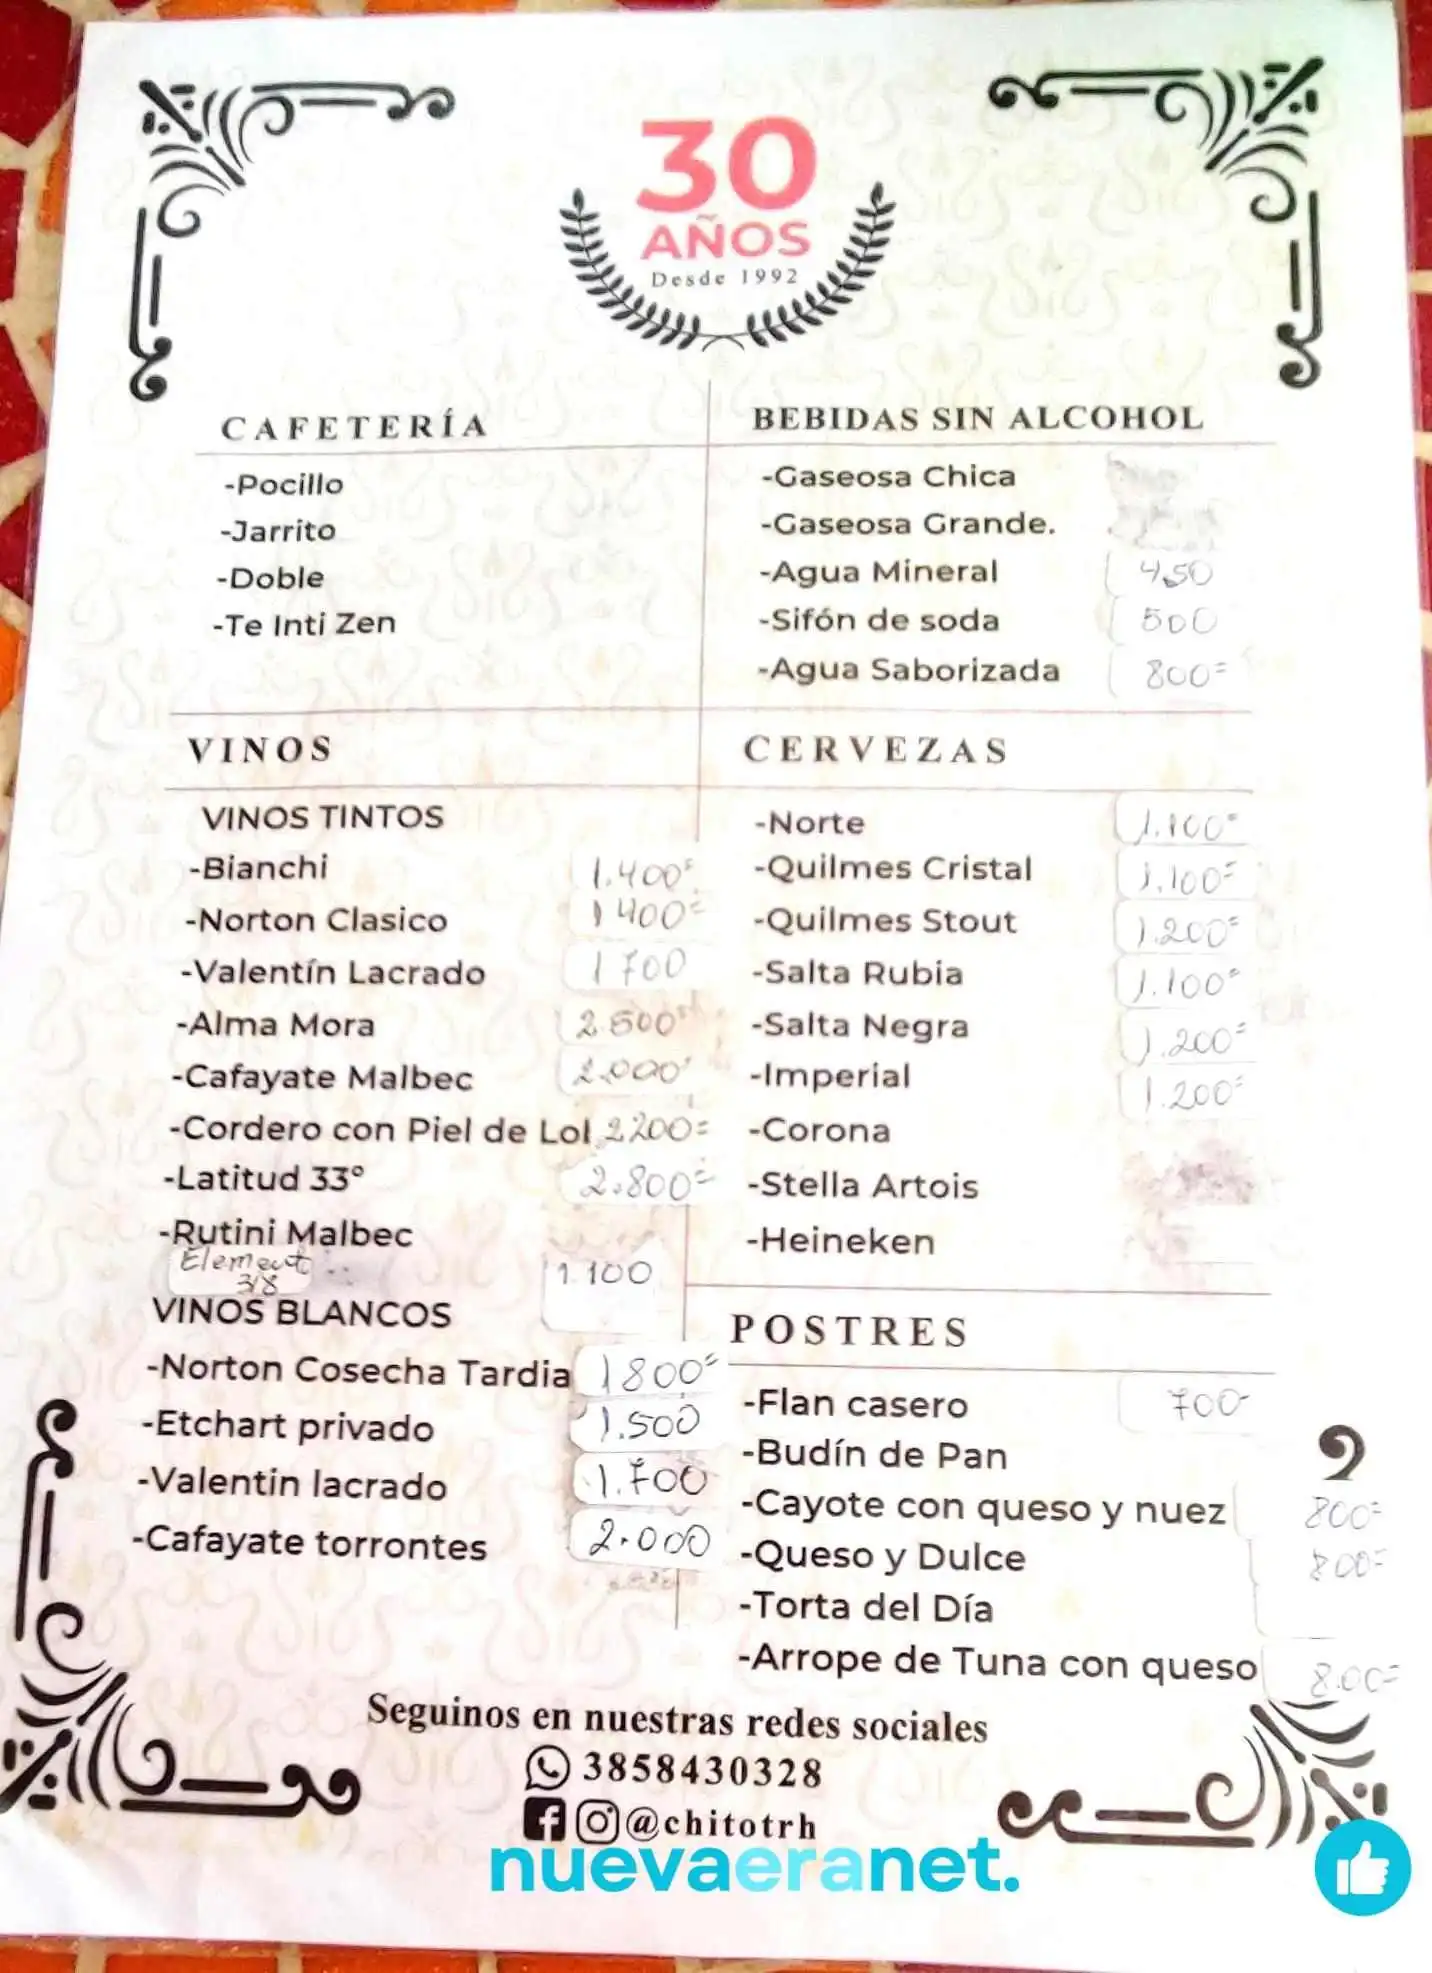 30
AÑOS
Desde 1992
CAFETERÍA
-Pocillo
-Jarrito
-Doble
-Te Inti Zen
BEBIDAS SIN ALCOHOL
-Gaseosa Chica
-Gaseosa Grande.
-Agua Mineral 450
-Sifón de soda 500
-Agua Saborizada 800=
VINOS
VINOS TINTOS
-Bianchi 1.400=
-Norton Clasico 1400=
-Valentín Lacrado 1700
-Alma Mora 2.500
-Cafayate Malbec 2.000
-Cordero con Piel de Lol 2200=
-Latitud 33° 2.800=
-Rutini Malbec
Element 3/8 1.100
VINOS BLANCOS
-Norton Cosecha Tardia 1800=
-Etchart privado 1.500
-Valentin lacrado 1.700
-Cafayate torrontes 2.000
CERVEZAS
-Norte 1.100=
-Quilmes Cristal 1.100=
-Quilmes Stout 1.200=
-Salta Rubia 1.100=
-Salta Negra 1.200=
-Imperial 1.200=
-Corona
-Stella Artois
-Heineken
POSTRES
-Flan casero 700-
-Budín de Pan
-Cayote con queso y nuez 800=
-Queso y Dulce 800=
-Torta del Día
-Arrope de Tuna con queso 800=
Seguinos en nuestras redes sociales
3858430328
@chitotrh
nuevaeranet.